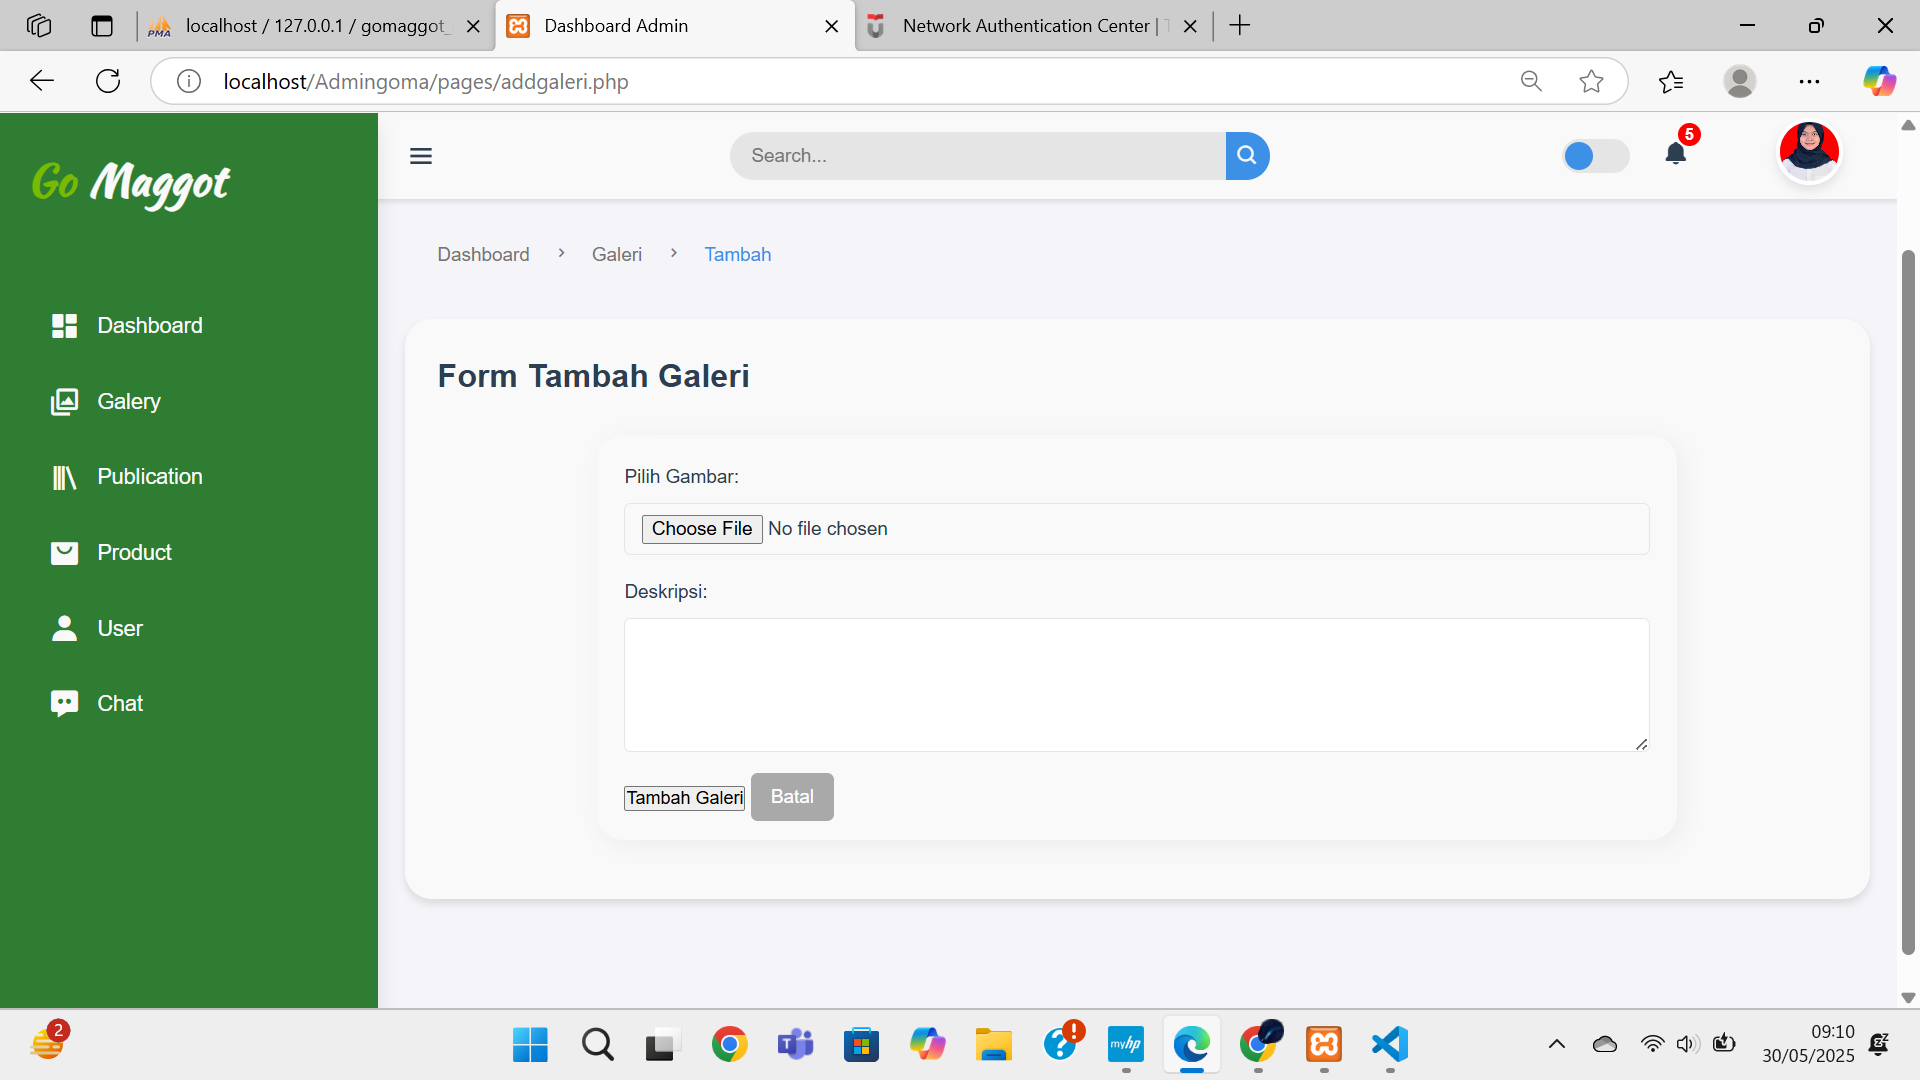 localhost / 127.0.0.1 / gomaggot_
Dashboard Admin
Network Authentication Center |
localhost/Admingoma/pages/addgaleri.php
Go Maggot
Search...
5
Dashboard
Galeri
Tambah
Dashboard
Galery
Publication
Product
User
Chat
Form Tambah Galeri
Pilih Gambar:
Choose File No file chosen
Deskripsi:
Tambah Galeri
Batal
2
myhp
09:10
30/05/2025